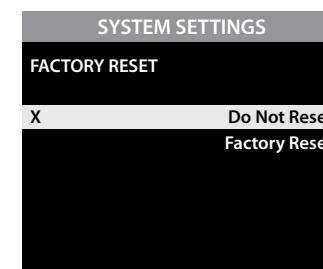 SYSTEM SETTINGS
FACTORY RESET
X Do Not Rese
Factory Rese